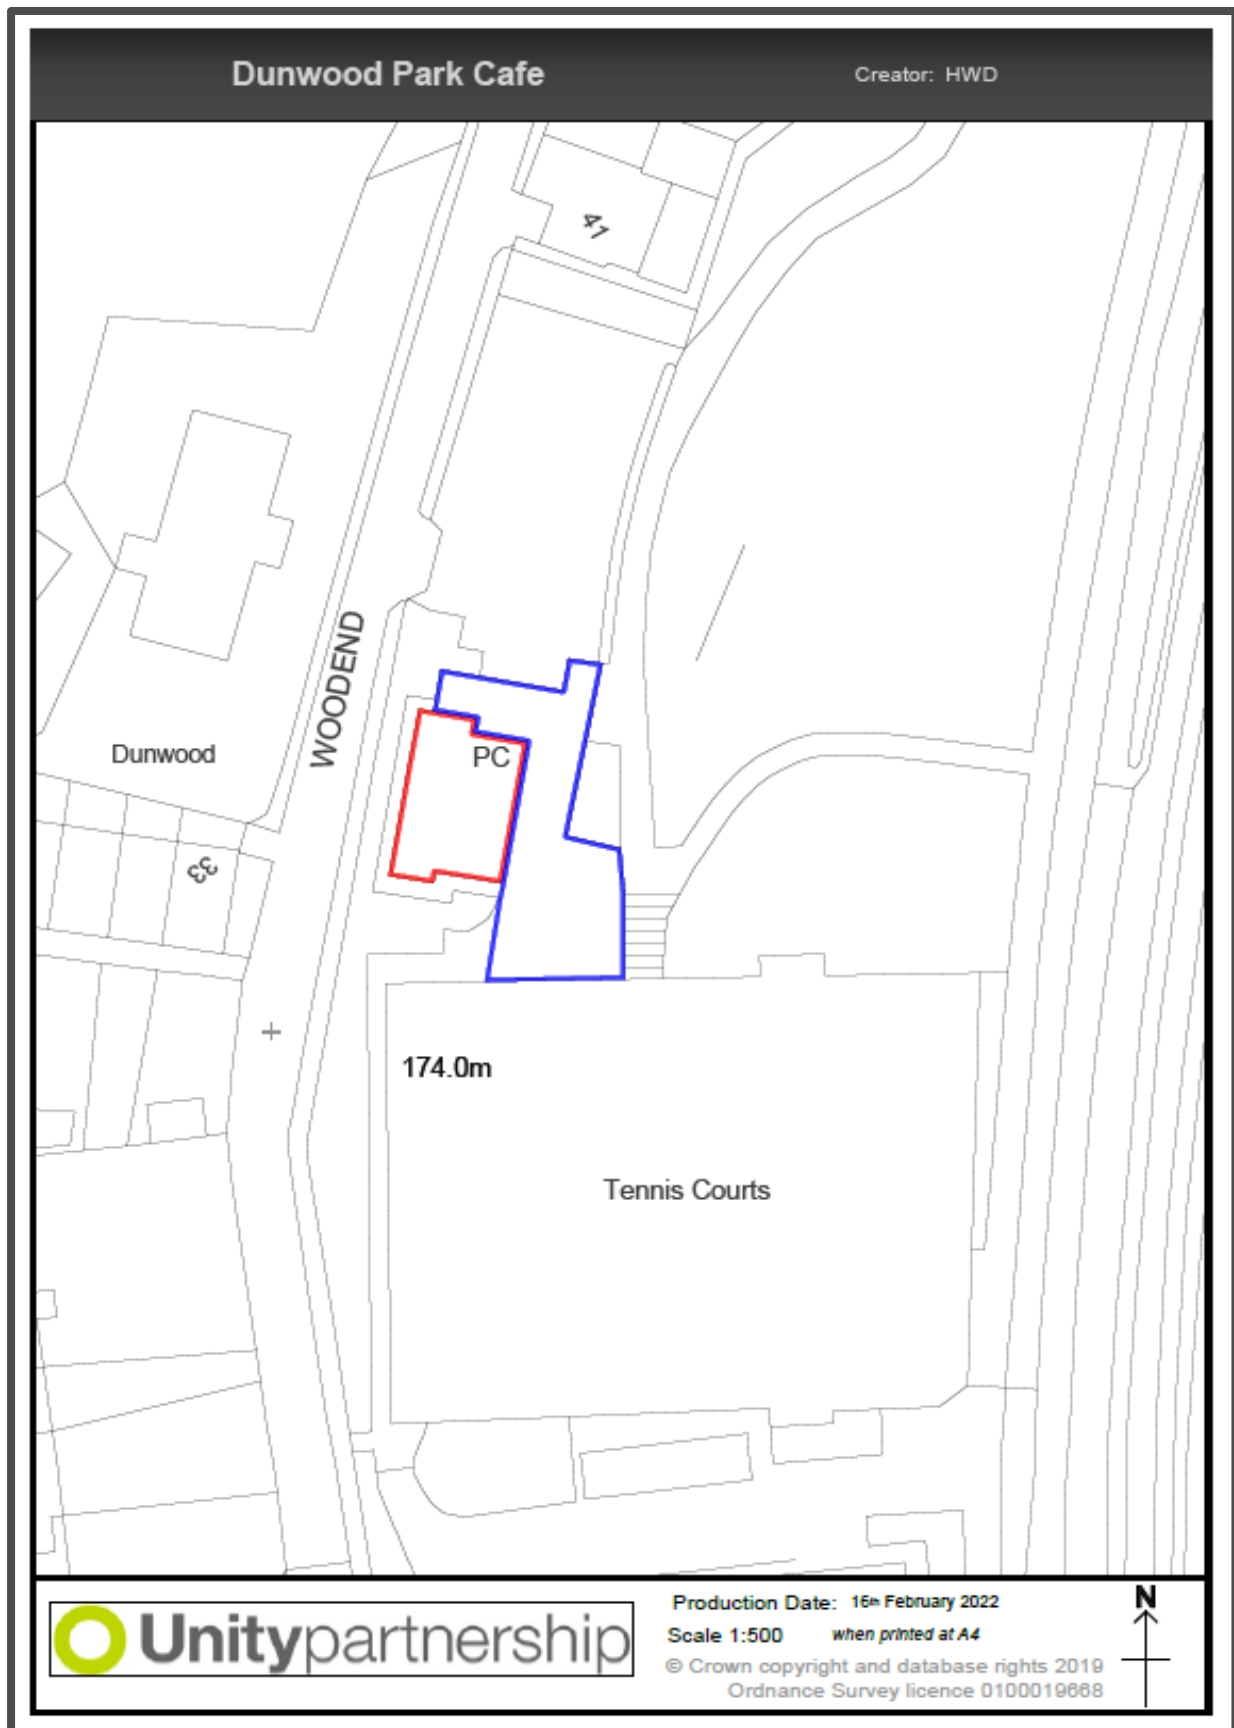 Dunwood Park Cafe
Creator: HWD
41
WOODEND
PC
Dunwood
33
174.0m
Tennis Courts
Unitypartnership
Production Date: 16th February 2022
Scale 1:500 when printed at A4
© Crown copyright and database rights 2019
Ordnance Survey licence 0100019668
N